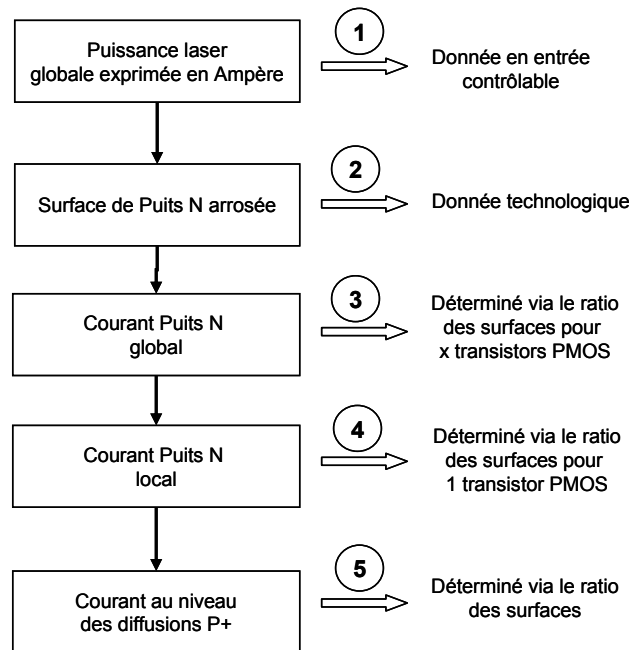 Puissance laser
globale exprimée en Ampère
1
Donnée en entrée
contrôlable
Surface de Puits N arrosée
2
Donnée technologique
Courant Puits N
global
3
Déterminé via le ratio
des surfaces pour
x transistors PMOS
Courant Puits N
local
4
Déterminé via le ratio
des surfaces pour
1 transistor PMOS
Courant au niveau
des diffusions P+
5
Déterminé via le ratio
des surfaces